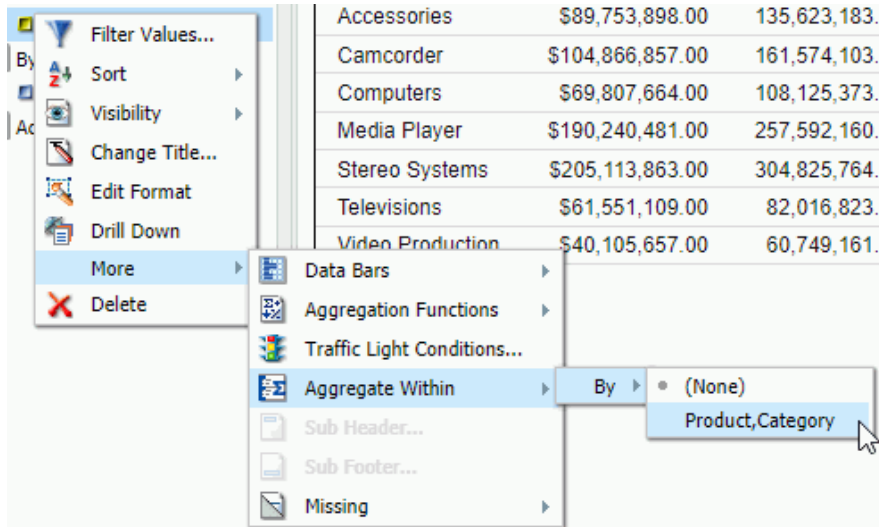 Accessories $89,753,898.00 135,623,183.
Filter Values...
Camcorder $104,866,857.00 161,574,103.
By
Sort
Computers $69,807,664.00 108,125,373.
Visibility
Media Player $190,240,481.00 257,592,160.
Change Title...
Stereo Systems $205,113,863.00 304,825,764.
Edit Format
Televisions $61,551,109.00 82,016,823.
Drill Down
Video Production $40,105,657.00 60,749,161.
More
Data Bars
Delete
Aggregation Functions
Traffic Light Conditions...
Aggregate Within
By
(None)
Product,Category
Sub Header...
Sub Footer...
Missing